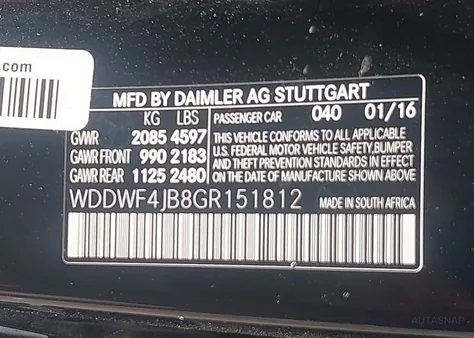 .com
MFD BY DAIMLER AG STUTTGART
KG LBS PASSENGER CAR 040 01/16
GVWR 2085 4597
GAWR FRONT 990 2183
GAWR REAR 1125 2480
THIS VEHICLE CONFORMS TO ALL APPLICABLE
U.S. FEDERAL MOTOR VEHICLE SAFETY, BUMPER
AND THEFT PREVENTION STANDARDS IN EFFECT
ON THE DATE OF MANUFACTURE SHOWN ABOVE
WDDWF4JB8GR151812 MADE IN SOUTH AFRICA
AUTASNAP